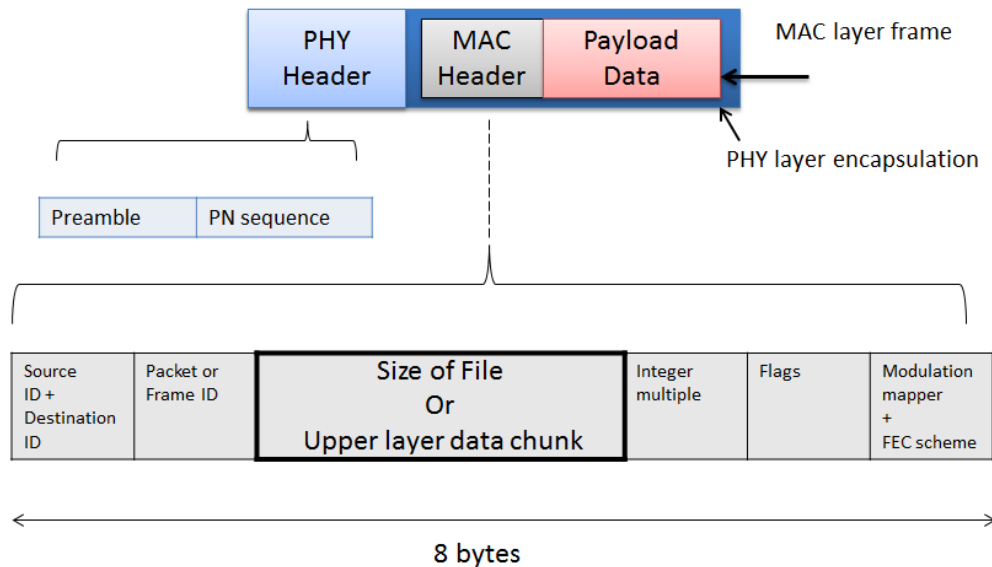 PHY
Header
MAC
Header
Payload
Data
MAC layer frame
PHY layer encapsulation
Preamble
PN sequence
Source
ID +
Destination
ID
Packet or
Frame ID
Size of File
Or
Upper layer data chunk
Integer
multiple
Flags
Modulation
mapper
+
FEC scheme
8 bytes